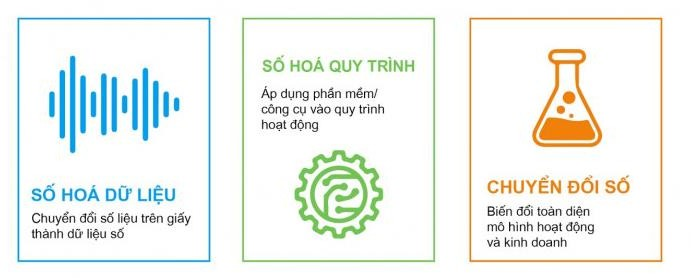 SỐ HOÁ DỮ LIỆU
Chuyển đổi số liệu trên giấy
thành dữ liệu số
SỐ HOÁ QUY TRÌNH
Áp dụng phần mềm/
công cụ vào quy trình
hoạt động
CHUYỂN ĐỔI SỐ
Biến đổi toàn diện
mô hình hoạt động
và kinh doanh